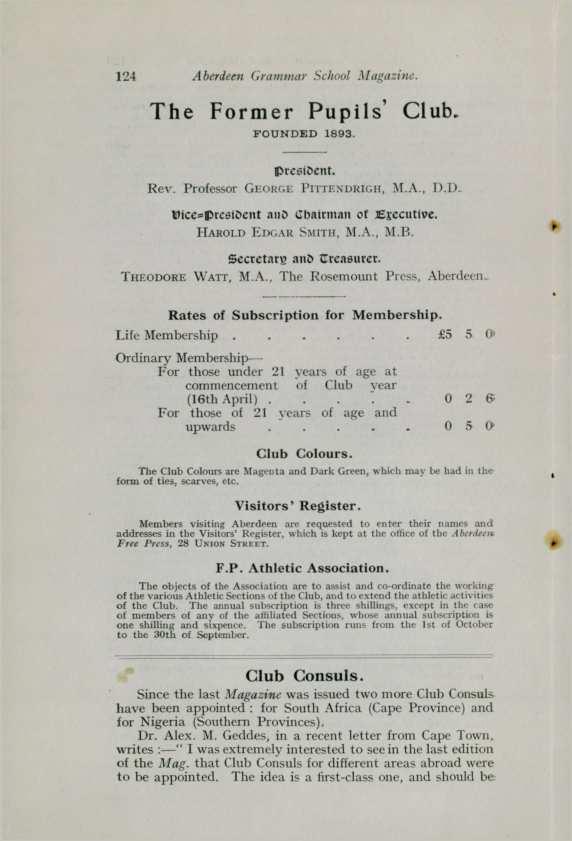 124 Aberdeen Grammar School Magazine.
The Former Pupils' Club.
FOUNDED 1893.
President.
Rev. Professor GEORGE PITTENDRIGH, M.A., D.D.
Vice=President and Chairman of Executive.
HAROLD EDGAR SMITH, M.A., M.B.
Secretary and Treasurer.
THEODORE WATT, M.A., The Rosemount Press, Aberdeen.
Rates of Subscription for Membership.
Life Membership . . . . . . £5 5 0
Ordinary Membership—
For those under 21 years of age at
commencement of Club year
(16th April) . . . . . 0 2 6
For those of 21 years of age and
upwards . . . . . 0 5 0
Club Colours.
The Club Colours are Magenta and Dark Green, which may be had in the
form of ties, scarves, etc.
Visitors' Register.
Members visiting Aberdeen are requested to enter their names and
addresses in the Visitors' Register, which is kept at the office of the Aberdeen
Free Press, 28 UNION STREET.
F.P. Athletic Association.
The objects of the Association are to assist and co-ordinate the working
of the various Athletic Sections of the Club, and to extend the athletic activities
of the Club. The annual subscription is three shillings, except in the case
of members of any of the affiliated Sections, whose annual subscription is
one shilling and sixpence. The subscription runs from the 1st of October
to the 30th of September.
Club Consuls.
Since the last Magazine was issued two more Club Consuls
have been appointed : for South Africa (Cape Province) and
for Nigeria (Southern Provinces).
Dr. Alex. M. Geddes, in a recent letter from Cape Town,
writes :—" I was extremely interested to see in the last edition
of the Mag. that Club Consuls for different areas abroad were
to be appointed. The idea is a first-class one, and should be